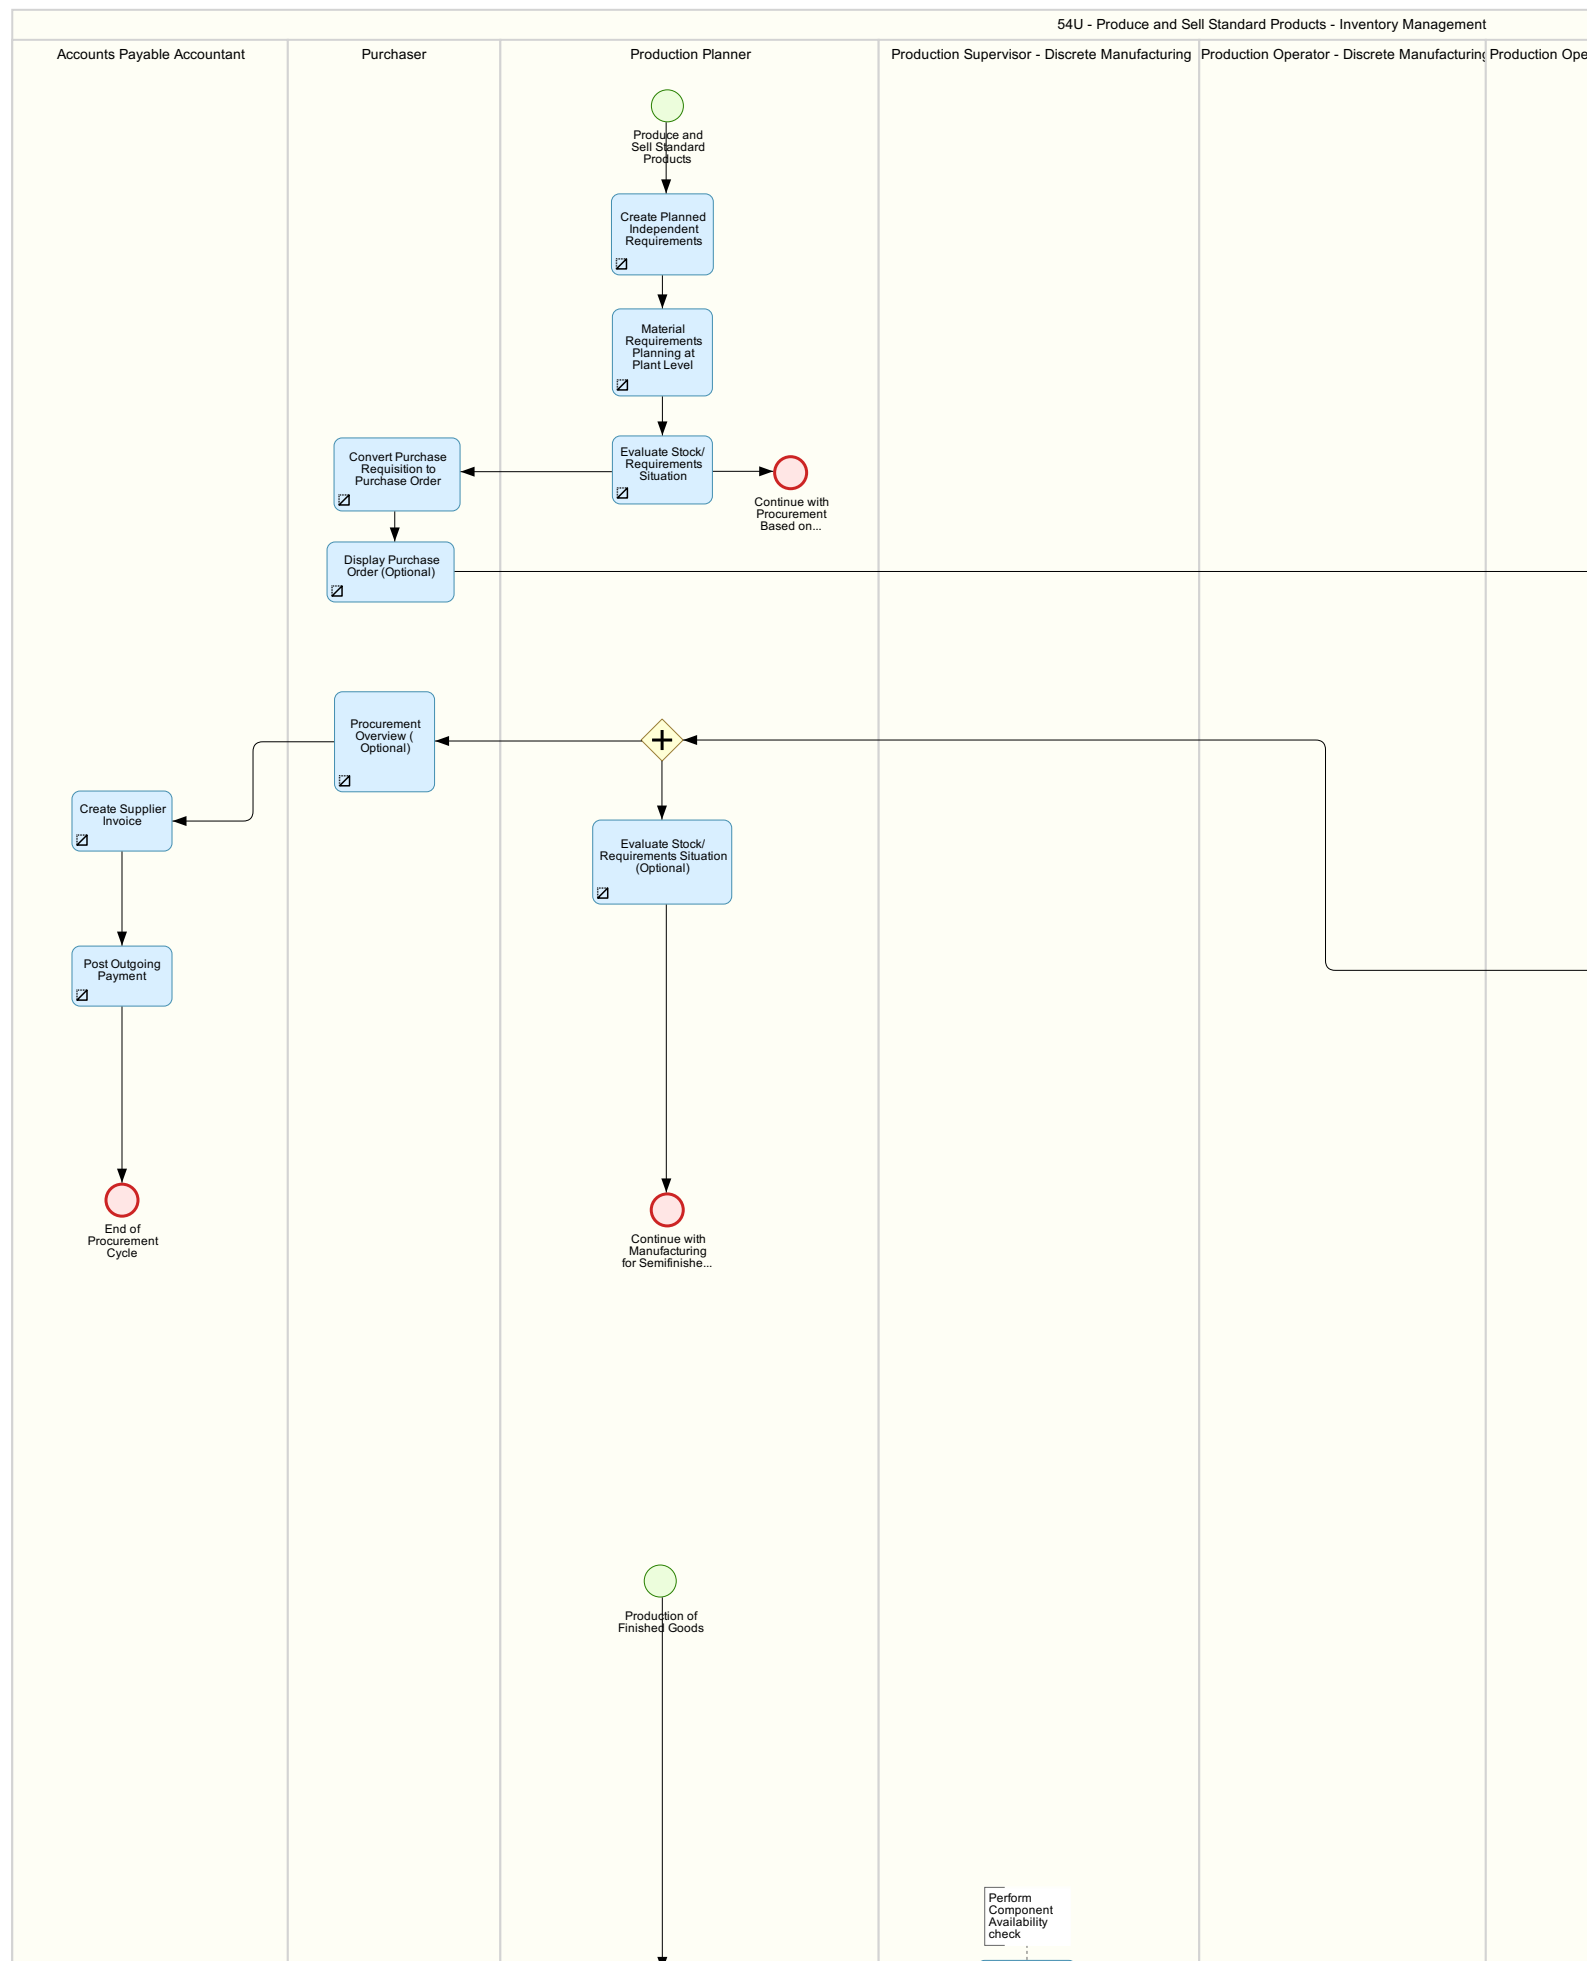 54U - Produce and Sell Standard Products - Inventory Management
Accounts Payable Accountant
Purchaser
Production Planner
Production Supervisor - Discrete Manufacturing
Production Operator - Discrete Manufacturing
Production Ope
Produce and
Sell Standard
Products
Create Planned
Independent
Requirements
Material
Requirements
Planning at
Plant Level
Evaluate Stock/
Requirements
Situation
Convert Purchase
Requisition to
Purchase Order
Continue with
Procurement
Based on...
Display Purchase
Order (Optional)
Procurement
Overview (
Optional)
Create Supplier
Invoice
Evaluate Stock/
Requirements Situation
(Optional)
Post Outgoing
Payment
End of
Procurement
Cycle
Continue with
Manufacturing
for Semifinishe...
Production of
Finished Goods
Perform
Component
Availability
check